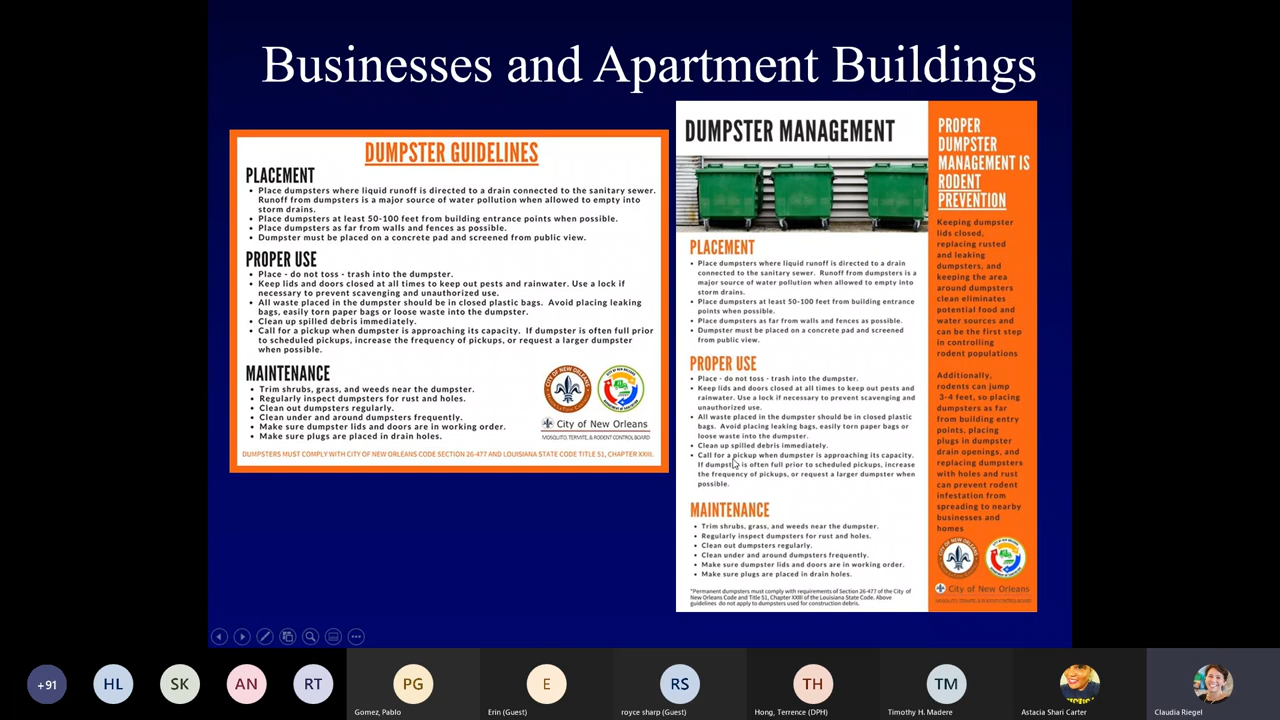 Businesses and Apartment Buildings
DUMPSTER GUIDELINES
PLACEMENT
• Place dumpsters where liquid runoff is directed to a drain connected to the sanitary sewer.
Runoff from dumpsters is a major source of water pollution when allowed to empty into
storm drains.
• Place dumpsters at least 50-100 feet from building entrance points when possible.
• Place dumpsters as far from walls and fences as possible.
• Dumpster must be placed on a concrete pad and screened from public view.
PROPER USE
• Place - do not toss - trash into the dumpster.
• Keep lids and doors closed at all times to keep out pests and rainwater. Use a lock if
necessary to prevent scavenging and unauthorized use.
• All waste placed in the dumpster should be in closed plastic bags. Avoid placing leaking
bags, easily torn paper bags or loose waste into the dumpster.
• Clean up spilled debris immediately.
• Call for a pickup when dumpster is approaching its capacity. If dumpster is often full prior
to scheduled pickups, increase the frequency of pickups, or request a larger dumpster
when possible.
MAINTENANCE
• Trim shrubs, grass, and weeds near the dumpster.
• Regularly inspect dumpsters for rust and holes.
• Clean out dumpsters regularly.
• Clean under and around dumpsters frequently.
• Make sure dumpster lids and doors are in working order.
• Make sure plugs are placed in drain holes.
City of New Orleans
MOSQUITO, TERMITE, & RODENT CONTROL BOARD
DUMPSTERS MUST COMPLY WITH CITY OF NEW ORLEANS CODE SECTION 26-477 AND LOUISIANA STATE CODE TITLE 51, CHAPTER XXIII.
DUMPSTER MANAGEMENT
PLACEMENT
• Place dumpsters where liquid runoff is directed to a drain
connected to the sanitary sewer. Runoff from dumpsters is a
major source of water pollution when allowed to empty into
storm drains.
• Place dumpsters at least 50-100 feet from building entrance
points when possible.
• Place dumpsters as far from walls and fences as possible.
• Dumpster must be placed on a concrete pad and screened
from public view.
PROPER USE
• Place - do not toss - trash into the dumpster.
• Keep lids and doors closed at all times to keep out pests and
rainwater. Use a lock if necessary to prevent scavenging and
unauthorized use.
• All waste placed in the dumpster should be in closed plastic
bags. Avoid placing leaking bags, easily torn paper bags or
loose waste into the dumpster.
• Clean up spilled debris immediately.
• Call for a pickup when dumpster is approaching its capacity.
If dumpster is often full prior to scheduled pickups, increase
the frequency of pickups, or request a larger dumpster when
possible.
MAINTENANCE
• Trim shrubs, grass, and weeds near the dumpster.
• Regularly inspect dumpsters for rust and holes.
• Clean out dumpsters regularly.
• Clean under and around dumpsters frequently.
• Make sure dumpster lids and doors are in working order.
• Make sure plugs are placed in drain holes.
*Permanent dumpsters must comply with requirements of Section 26-477 of the City of
New Orleans Code and Title 51, Chapter XXIII of the Louisiana State Code. Above
guidelines do not apply to dumpsters used for construction debris.
PROPER
DUMPSTER
MANAGEMENT IS
RODENT
PREVENTION
Keeping dumpster
lids closed,
replacing rusted
and leaking
dumpsters, and
keeping the area
around dumpsters
clean eliminates
potential food and
water sources and
can be the first step
in controlling
rodent populations
Additionally,
rodents can jump
3-4 feet, so placing
dumpsters as far
from building entry
points, placing
plugs in dumpster
drain openings, and
replacing dumpsters
with holes and rust
can prevent rodent
infestation from
spreading to nearby
businesses and
homes
City of New Orleans
MOSQUITO, TERMITE, & RODENT CONTROL BOARD
+91
HL
SK
AN
RT
PG
Gomez, Pablo
E
Erin (Guest)
RS
royce sharp (Guest)
TH
Hong, Terrence (DPH)
TM
Timothy H. Madere
Astacia Shari Carter
Claudia Riegel